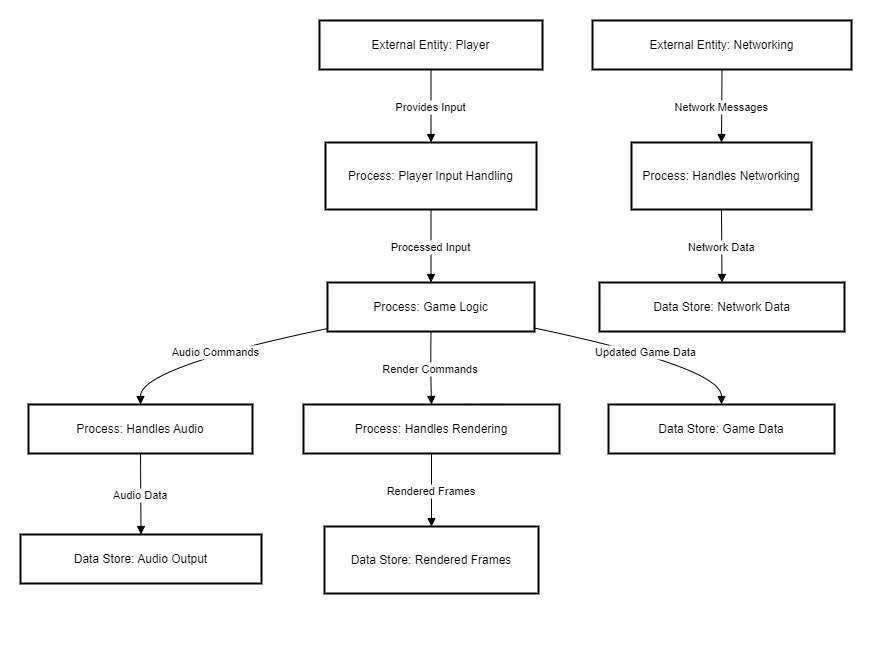 External Entity: Player
External Entity: Networking
Provides Input
Network Messages
Process: Player Input Handling
Process: Handles Networking
Processed Input
Network Data
Process: Game Logic
Data Store: Network Data
Audio Commands
Updated Game Data
Render Commands
Process: Handles Audio
Process: Handles Rendering
Data Store: Game Data
Audio Data
Rendered Frames
Data Store: Audio Output
Data Store: Rendered Frames